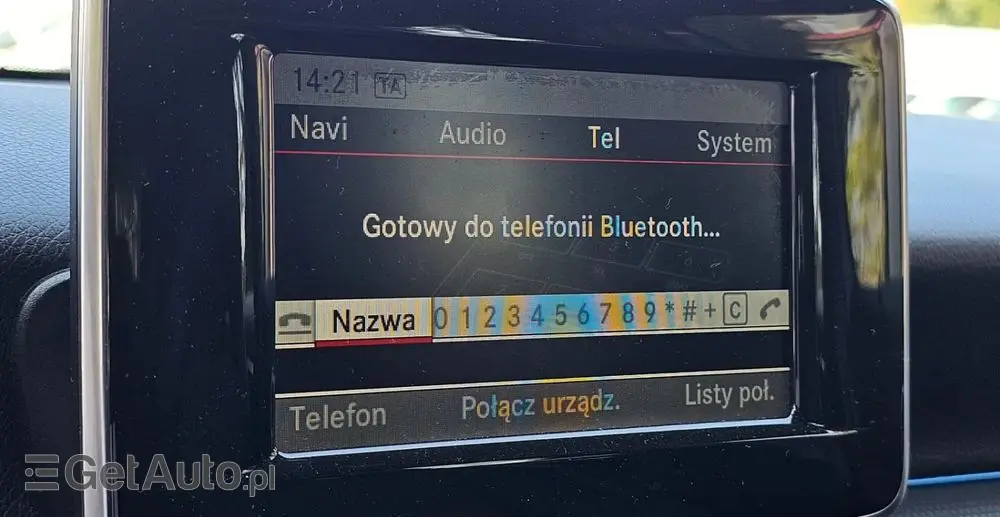 14:21 TA
Navi Audio Tel System
Gotowy do telefonii Bluetooth...
Nazwa 0 1 2 3 4 5 6 7 8 9 * # + C
Telefon Połącz urządz. Listy poł.
GetAuto.pl